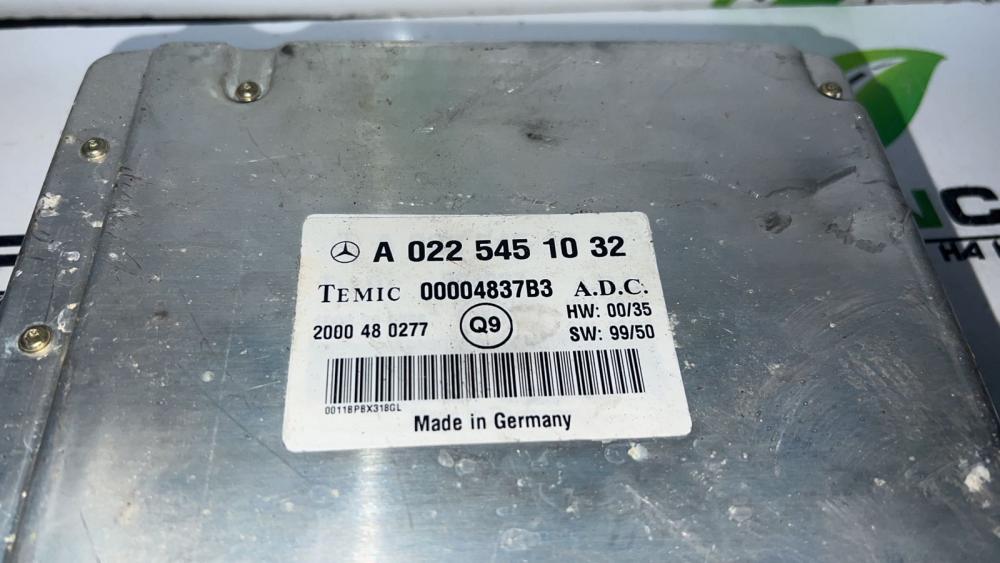 A 022 545 10 32
TEMIC 00004837B3 A.D.C.
HW: 00/35
2000 48 0277 Q9 SW: 99/50
0011BPBX318GL
Made in Germany